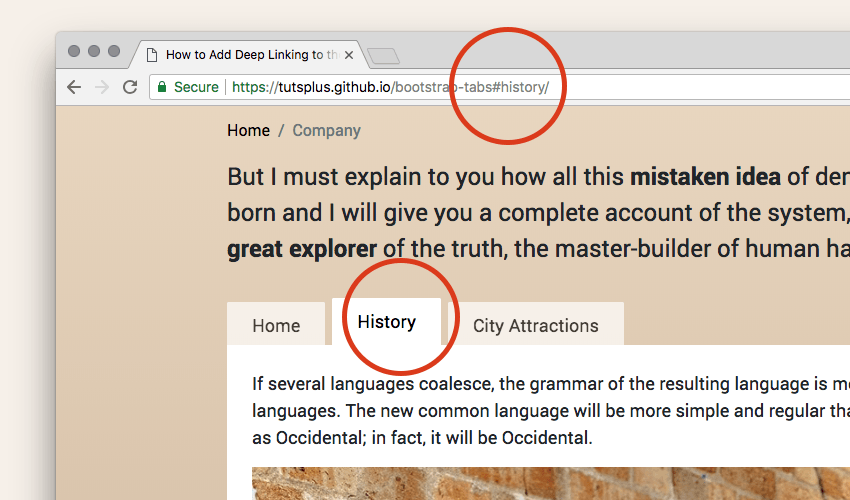 How to Add Deep Linking to th
Secure https://tutsplus.github.io/bootstrap-tabs#history/
Home / Company
But I must explain to you how all this mistaken idea of den
born and I will give you a complete account of the system,
great explorer of the truth, the master-builder of human ha
Home History City Attractions
If several languages coalesce, the grammar of the resulting language is mo
languages. The new common language will be more simple and regular tha
as Occidental; in fact, it will be Occidental.